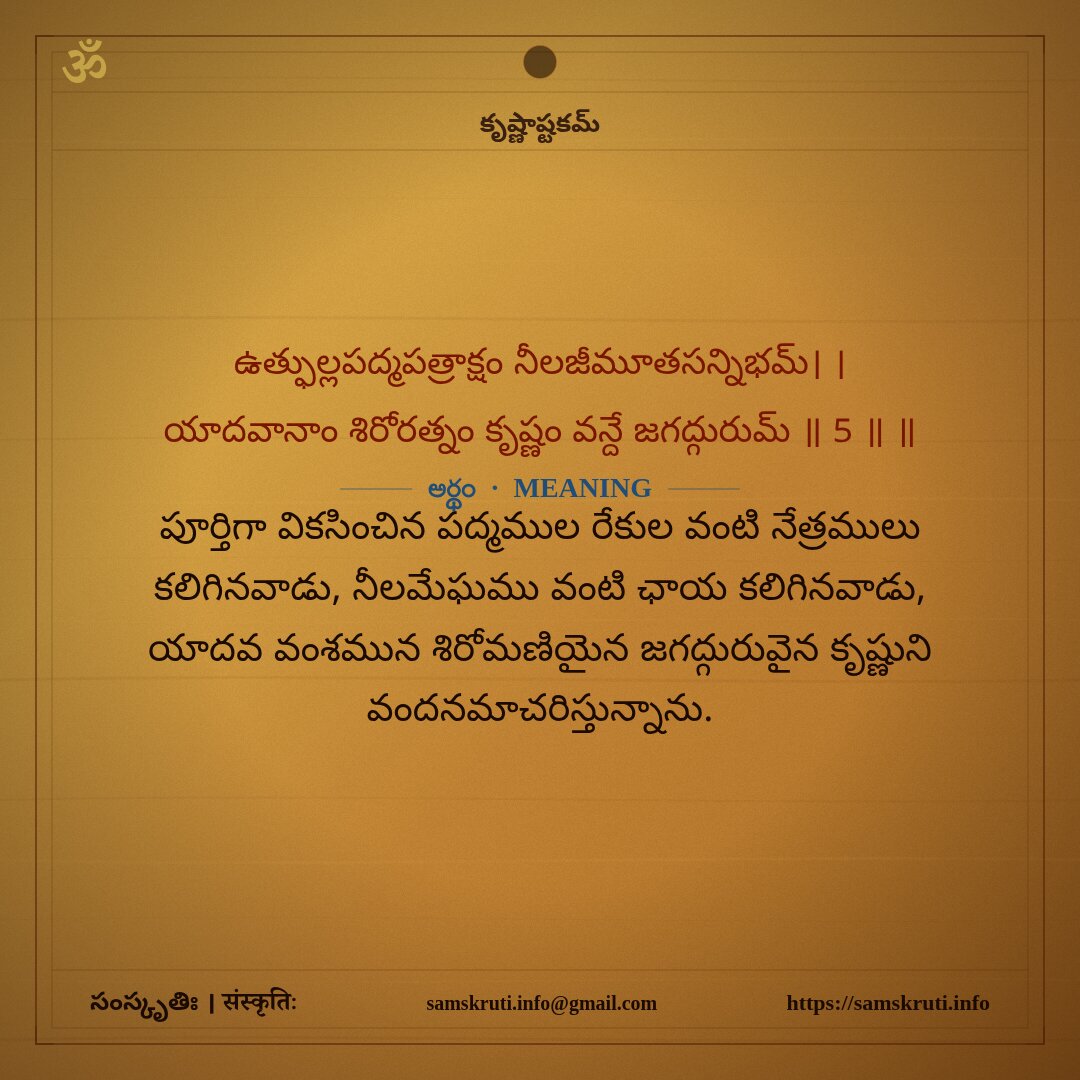 ॐ
కృష్ణాష్టకమ్
ఉత్ఫుల్లపద్మపత్రాక్షం నీలజీమూతసన్నిభమ్। ।
యాదవానాం శిరోరత్నం కృష్ణం వన్దే జగద్గురుమ్ ॥ 5 ॥ ॥
అర్థం · MEANING
పూర్తిగా వికసించిన పద్మముల రేకుల వంటి నేత్రములు
కలిగినవాడు, నీలమేఘము వంటి ఛాయ కలిగినవాడు,
యాదవ వంశమున శిరోమణియైన జగద్గురువైన కృష్ణుని
వందనమాచరిస్తున్నాను.
సంస్కృతిః | संस्कृतिः samskruti.info@gmail.com https://samskruti.info